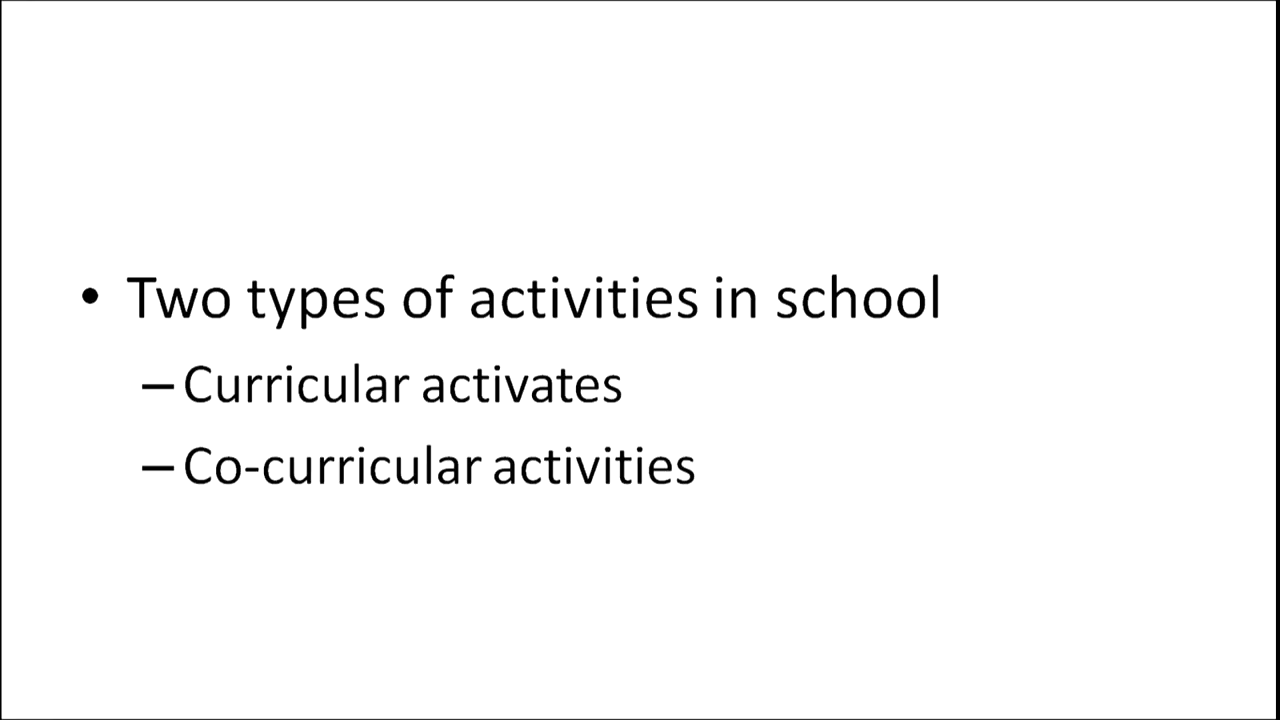 • Two types of activities in school
– Curricular activates
– Co-curricular activities